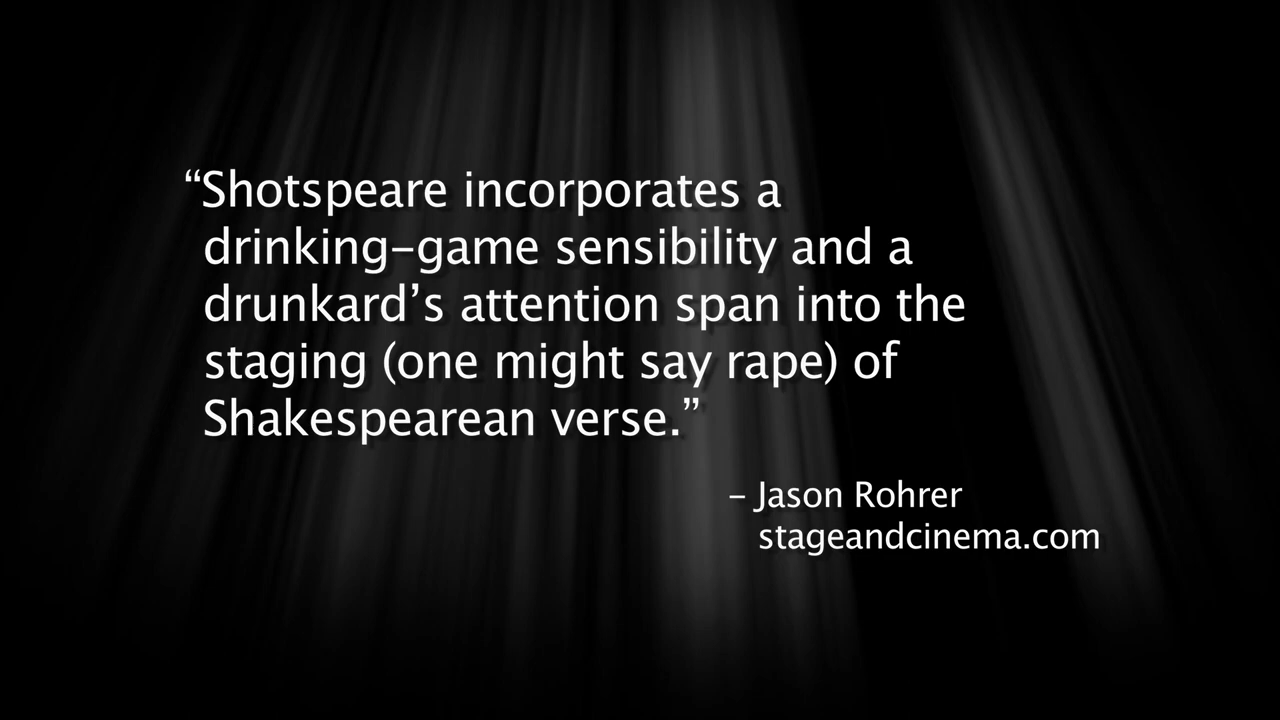 “Shotspeare incorporates a
drinking–game sensibility and a
drunkard’s attention span into the
staging (one might say rape) of
Shakespearean verse.”
– Jason Rohrer
stageandcinema.com